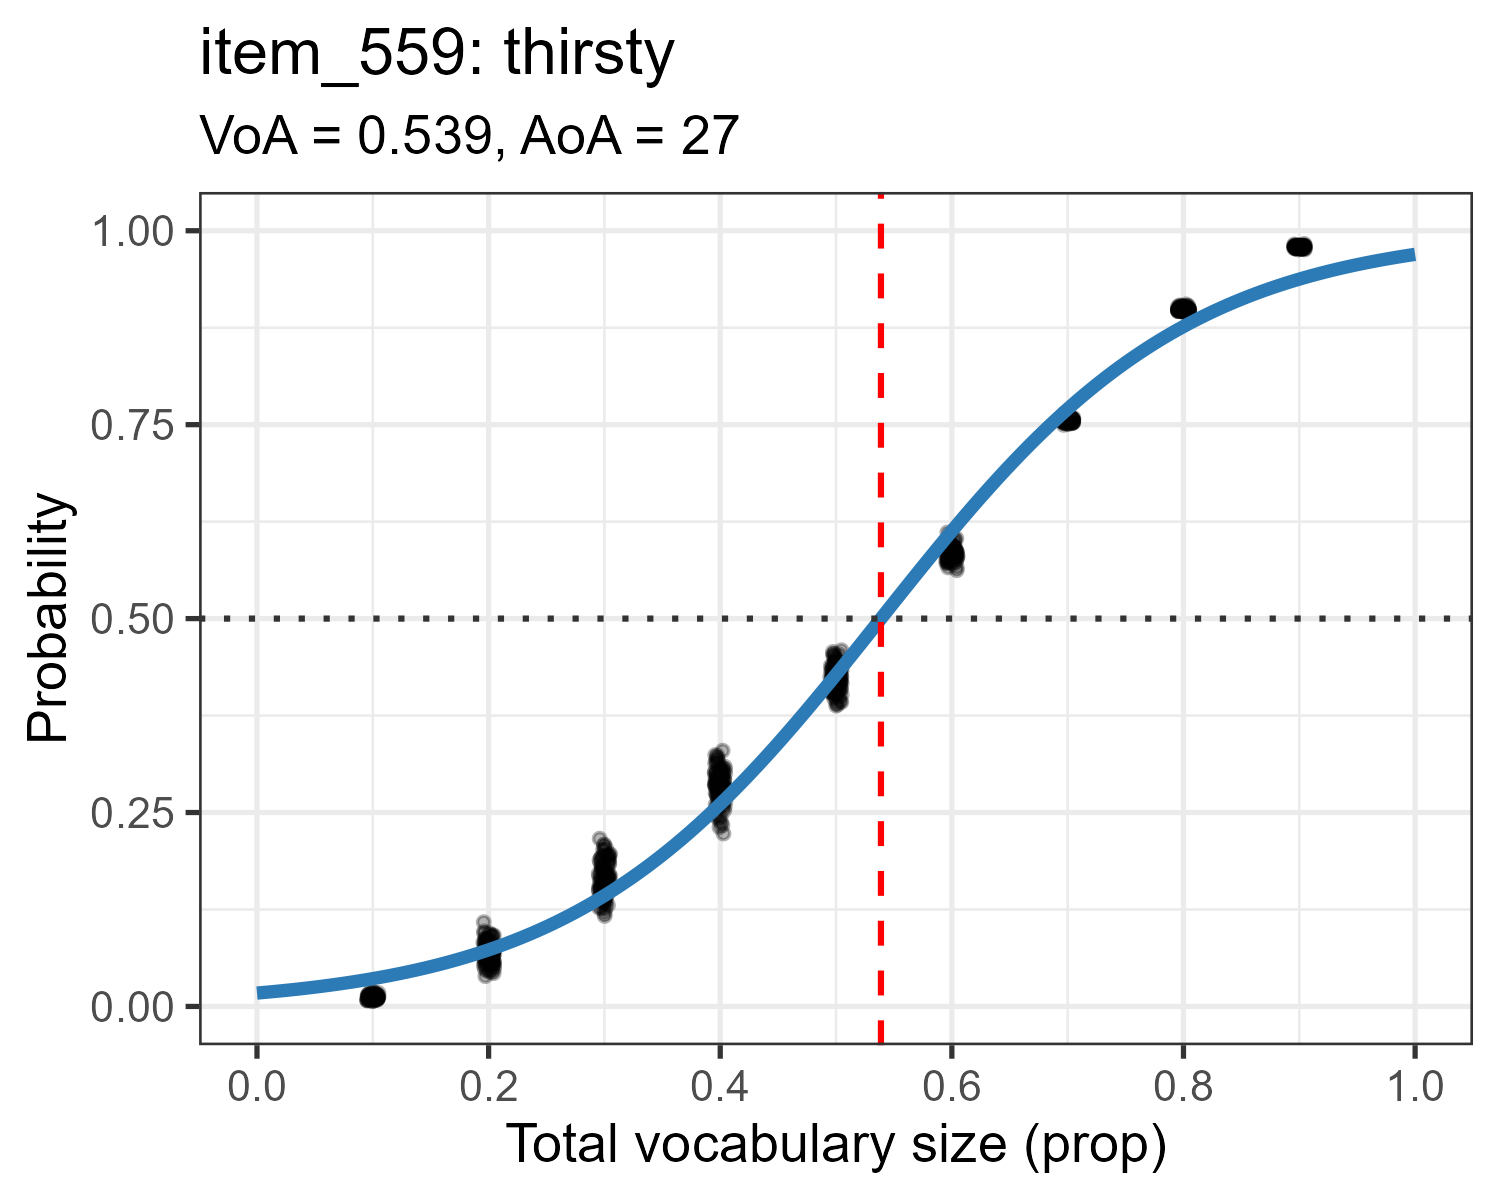 item_559: thirsty
VoA = 0.539, AoA = 27
1.00
0.75
0.50
0.25
0.00
Probability
0.0 0.2 0.4 0.6 0.8 1.0
Total vocabulary size (prop)